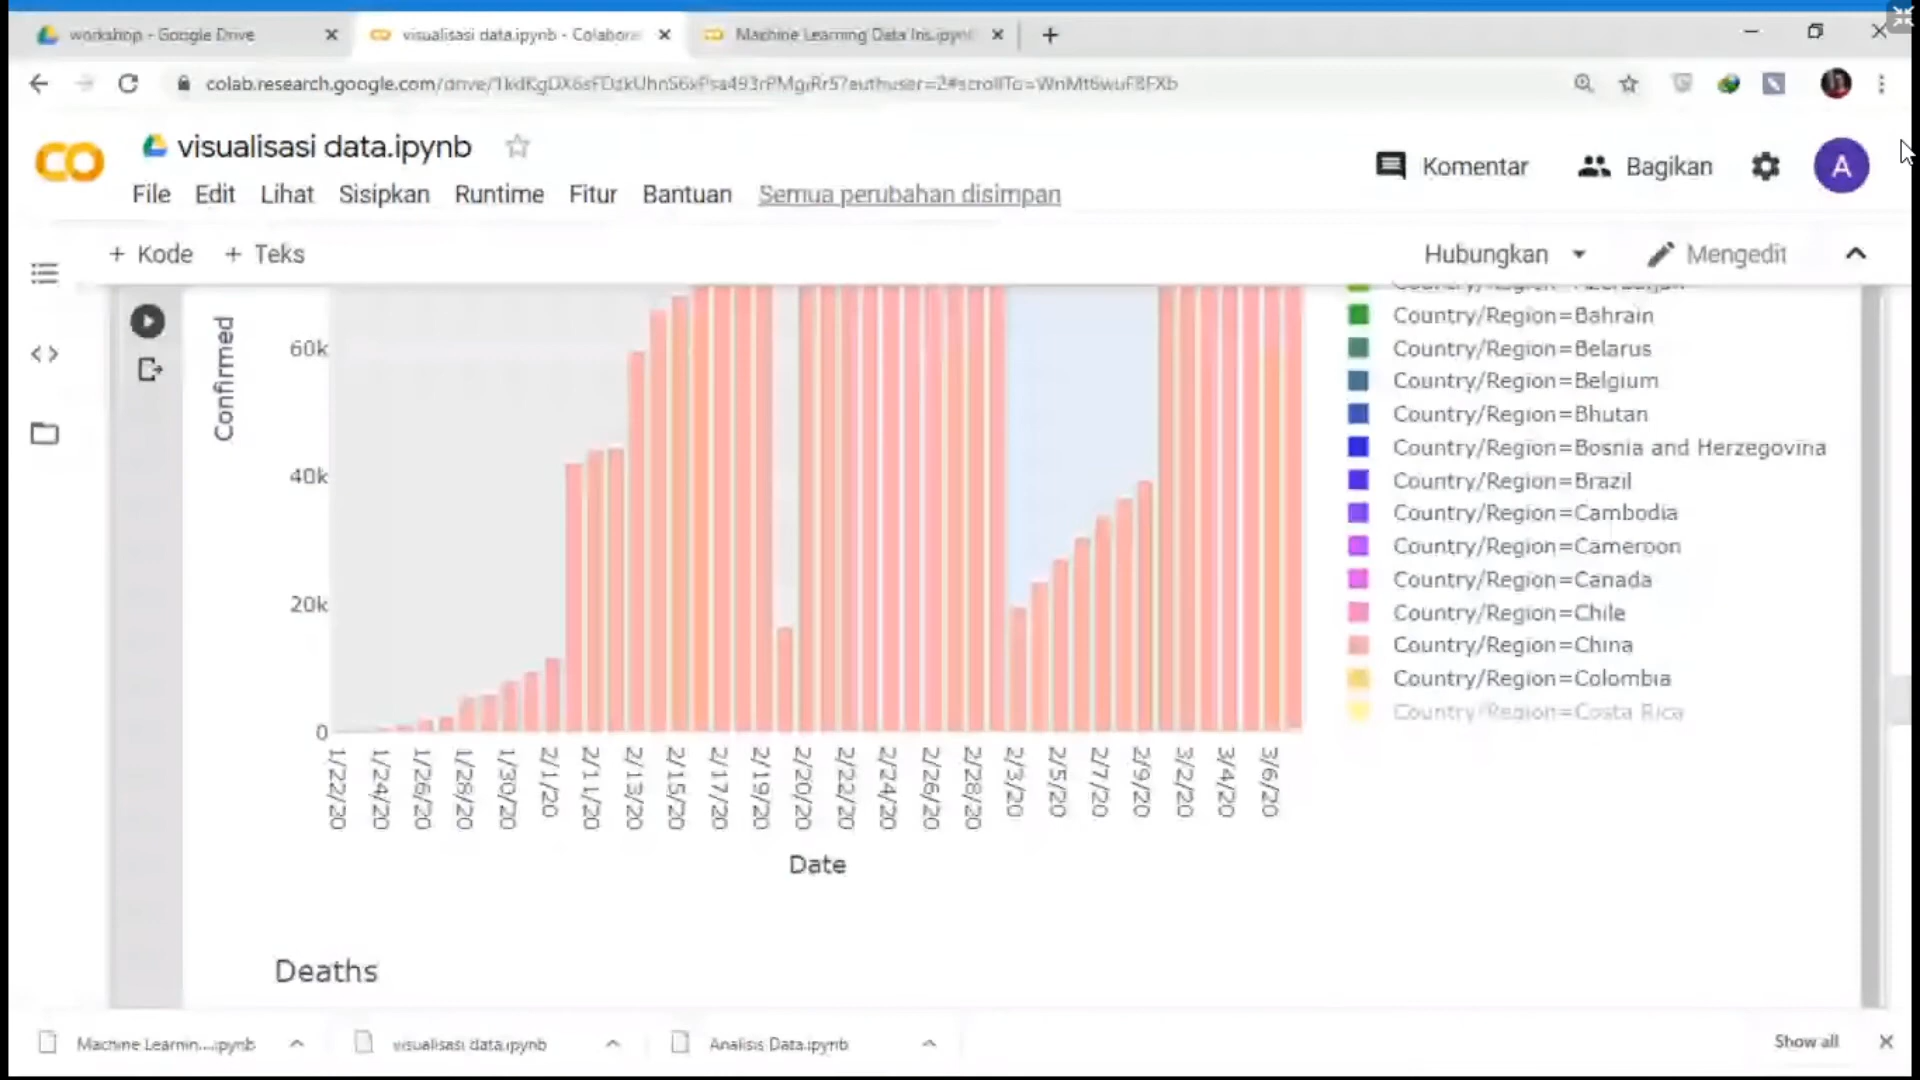 workshop - Google Drive
visualisasi data.ipynb - Colabora
Machine Learning Data Iris.ipynb
visualisasi data.ipynb
File Edit Lihat Sisipkan Runtime Fitur Bantuan Semua perubahan disimpan
Komentar Bagikan A
+ Kode + Teks
Hubungkan Mengedit
Confirmed
60k
40k
20k
0
1/22/20 1/24/20 1/26/20 1/28/20 1/30/20 2/1/20 2/11/20 2/13/20 2/15/20 2/17/20 2/19/20 2/20/20 2/22/20 2/24/20 2/26/20 2/28/20 2/3/20 2/5/20 2/7/20 2/9/20 3/2/20 3/4/20 3/6/20
Date
Country/Region=Bahrain
Country/Region=Belarus
Country/Region=Belgium
Country/Region=Bhutan
Country/Region=Bosnia and Herzegovina
Country/Region=Brazil
Country/Region=Cambodia
Country/Region=Cameroon
Country/Region=Canada
Country/Region=Chile
Country/Region=China
Country/Region=Colombia
Country/Region=Costa Rica
Deaths
Machine Learnin....ipynb
visualisasi data.ipynb
Analisis Data.ipynb
Show all